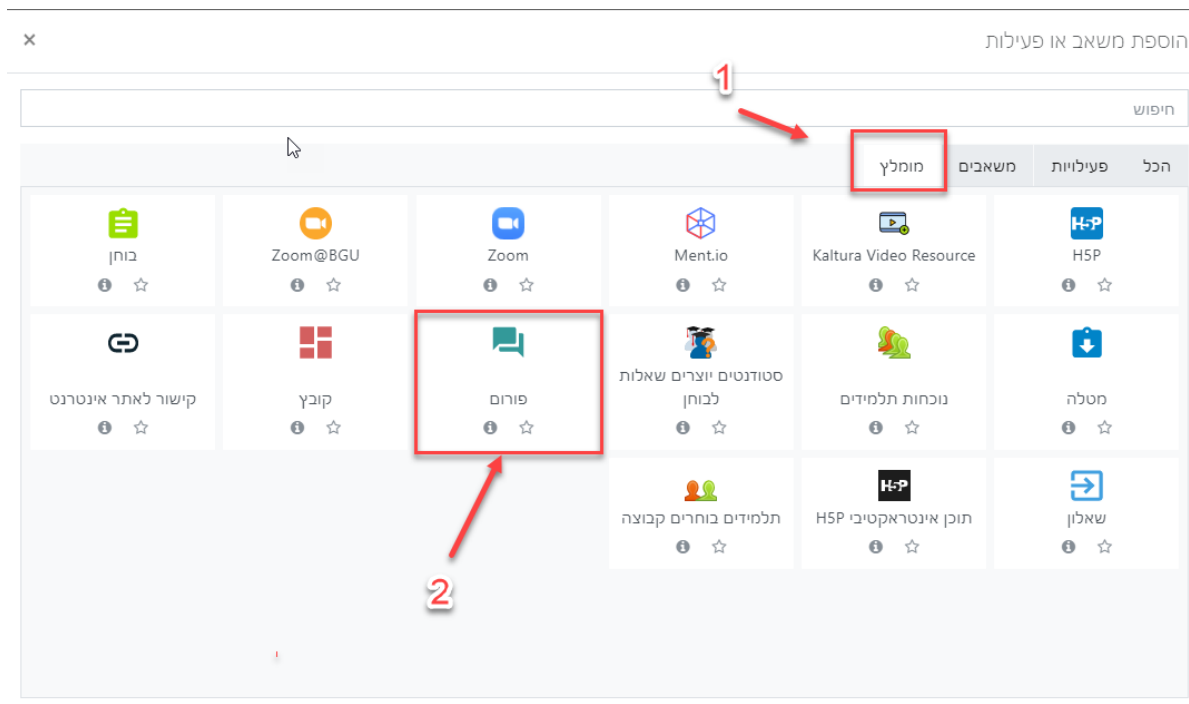 הוספת משאב או פעילות
×
1
חיפוש
הכל
פעילויות
משאבים
מומלץ
H5P
Kaltura Video Resource
Ment.io
Zoom
Zoom@BGU
בוחן
מטלה
נוכחות תלמידים
סטודנטים יוצרים שאלות
לבוחן
פורום
קובץ
קישור לאתר אינטרנט
שאלון
תוכן אינטראקטיבי H5P
תלמידים בוחרים קבוצה
2